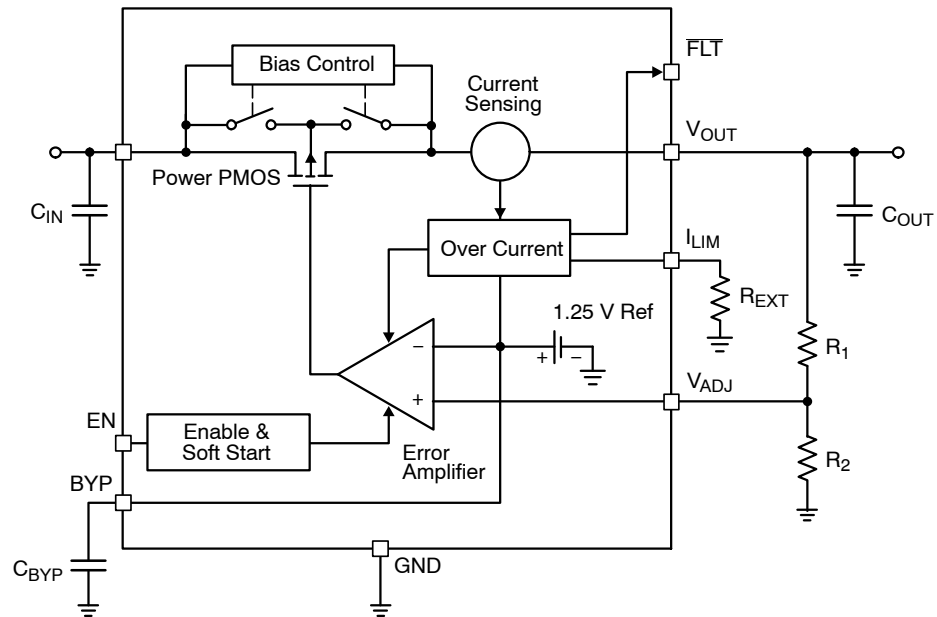 Bias Control
Current
Sensing
FLT
VOUT
Power PMOS
CIN
COUT
Over Current
ILIM
REXT
1.25 V Ref
+ −
−
R1
VADJ
+
EN
Enable &
Soft Start
Error
Amplifier
R2
BYP
CBYP
GND